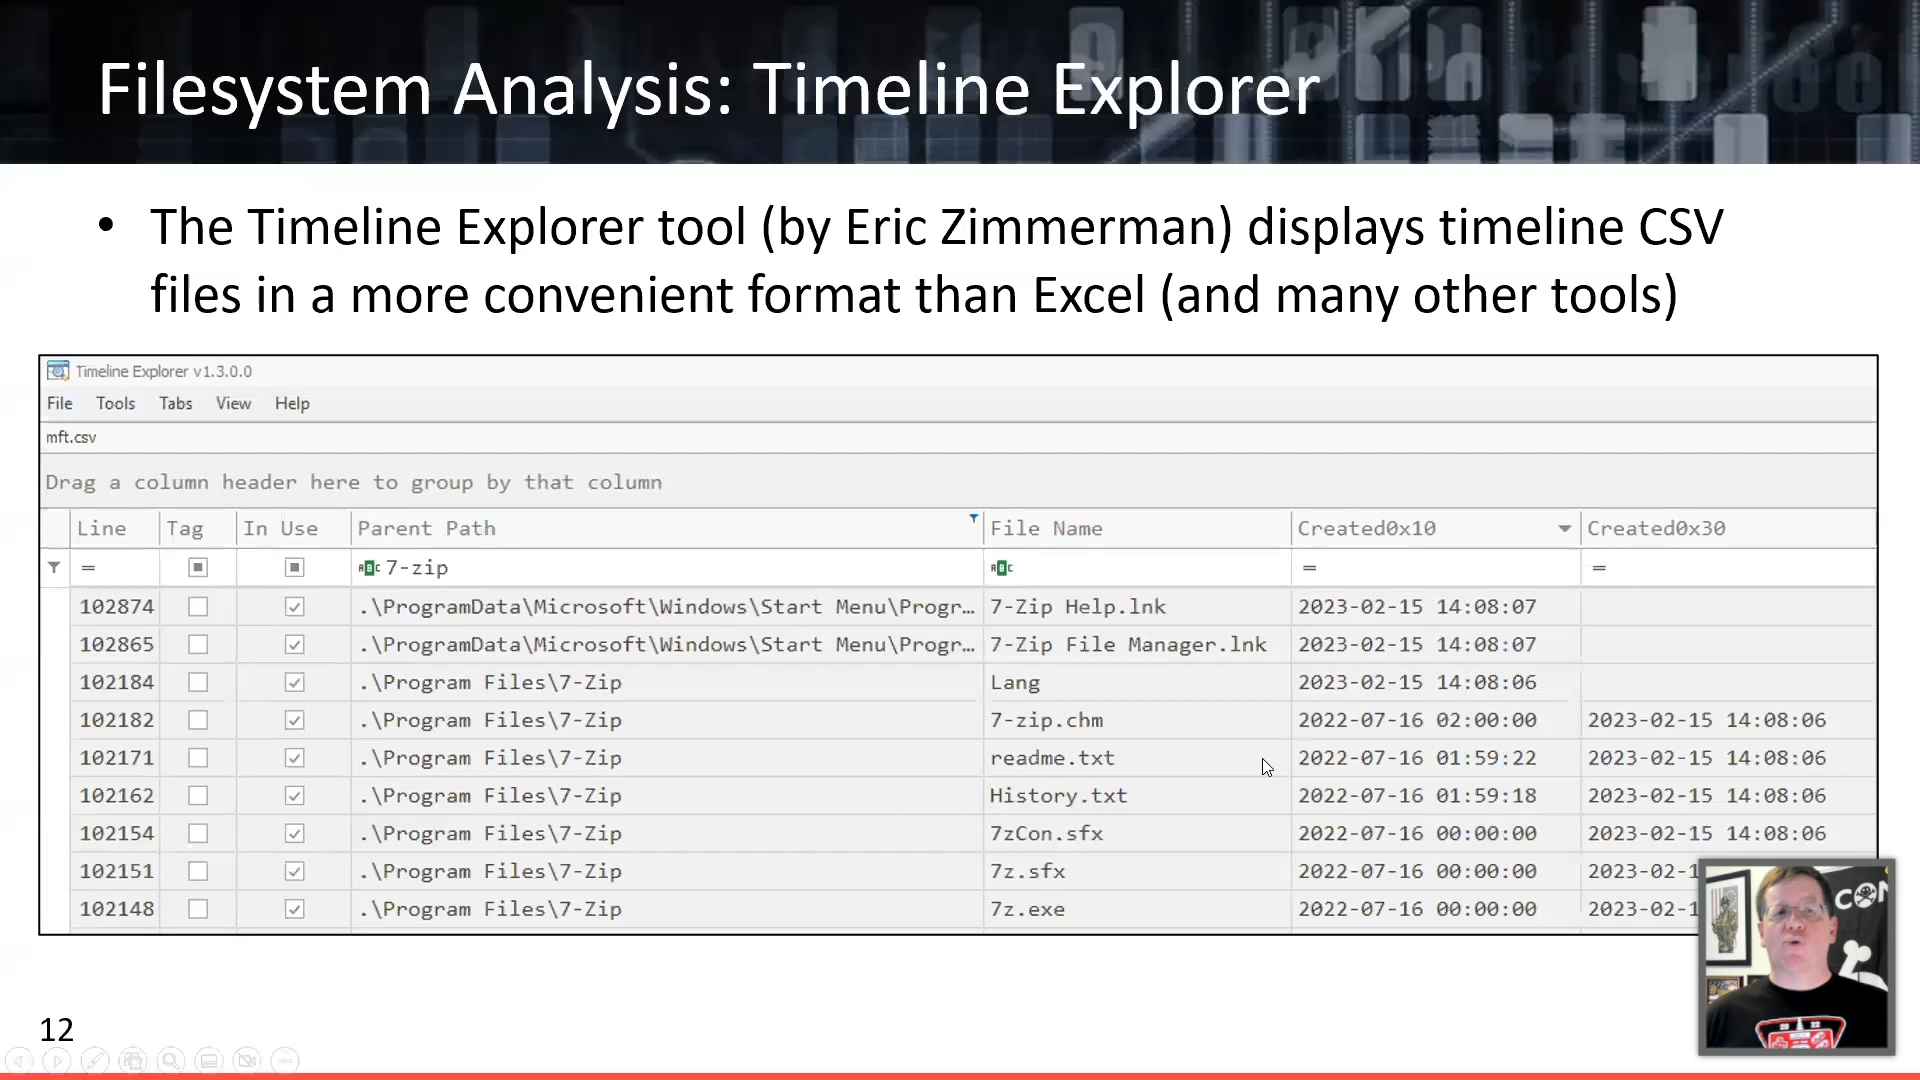 Filesystem Analysis: Timeline Explorer
• The Timeline Explorer tool (by Eric Zimmerman) displays timeline CSV
files in a more convenient format than Excel (and many other tools)
Timeline Explorer v1.3.0.0
File Tools Tabs View Help
mft.csv
Drag a column header here to group by that column
Line Tag In Use Parent Path File Name Created0x10 Created0x30
= 7-zip = =
102874 .\ProgramData\Microsoft\Windows\Start Menu\Progr… 7-Zip Help.lnk 2023-02-15 14:08:07
102865 .\ProgramData\Microsoft\Windows\Start Menu\Progr… 7-Zip File Manager.lnk 2023-02-15 14:08:07
102184 .\Program Files\7-Zip Lang 2023-02-15 14:08:06
102182 .\Program Files\7-Zip 7-zip.chm 2022-07-16 02:00:00 2023-02-15 14:08:06
102171 .\Program Files\7-Zip readme.txt 2022-07-16 01:59:22 2023-02-15 14:08:06
102162 .\Program Files\7-Zip History.txt 2022-07-16 01:59:18 2023-02-15 14:08:06
102154 .\Program Files\7-Zip 7zCon.sfx 2022-07-16 00:00:00 2023-02-15 14:08:06
102151 .\Program Files\7-Zip 7z.sfx 2022-07-16 00:00:00 2023-02-1
102148 .\Program Files\7-Zip 7z.exe 2022-07-16 00:00:00 2023-02-1
CON
12